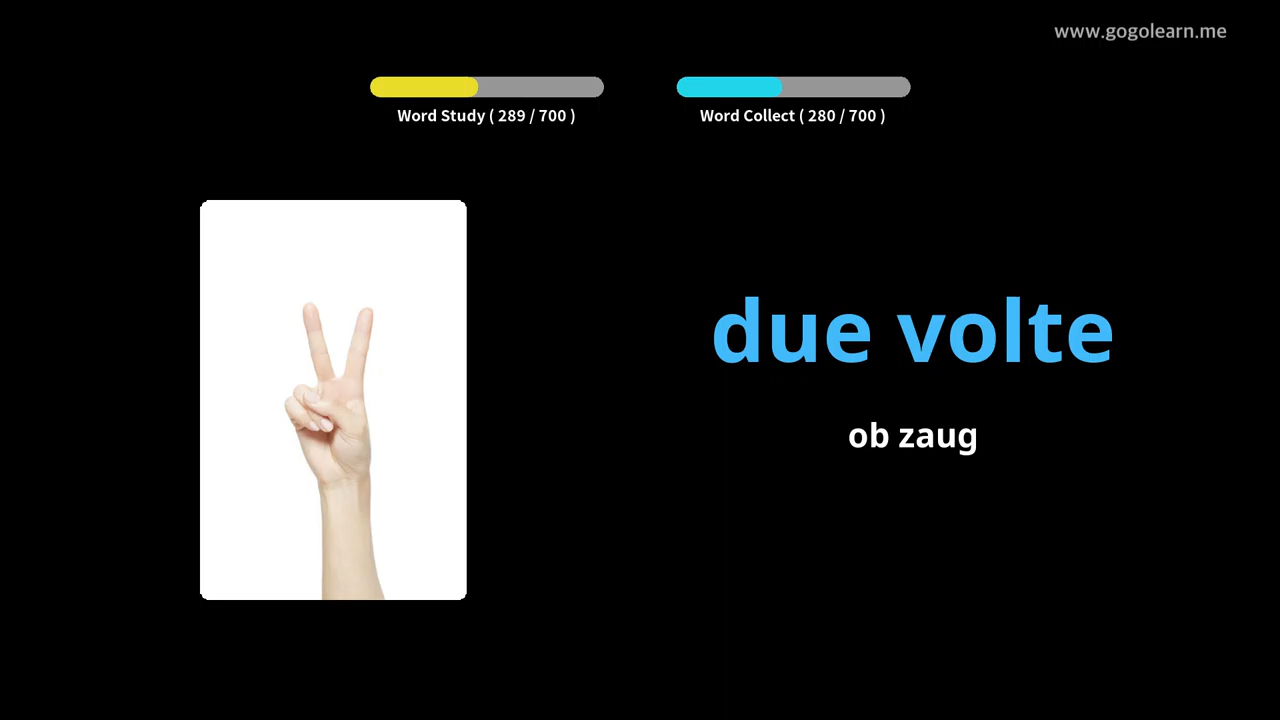 www.gogolearn.me
Word Study ( 289 / 700 )
Word Collect ( 280 / 700 )
due volte
ob zaug